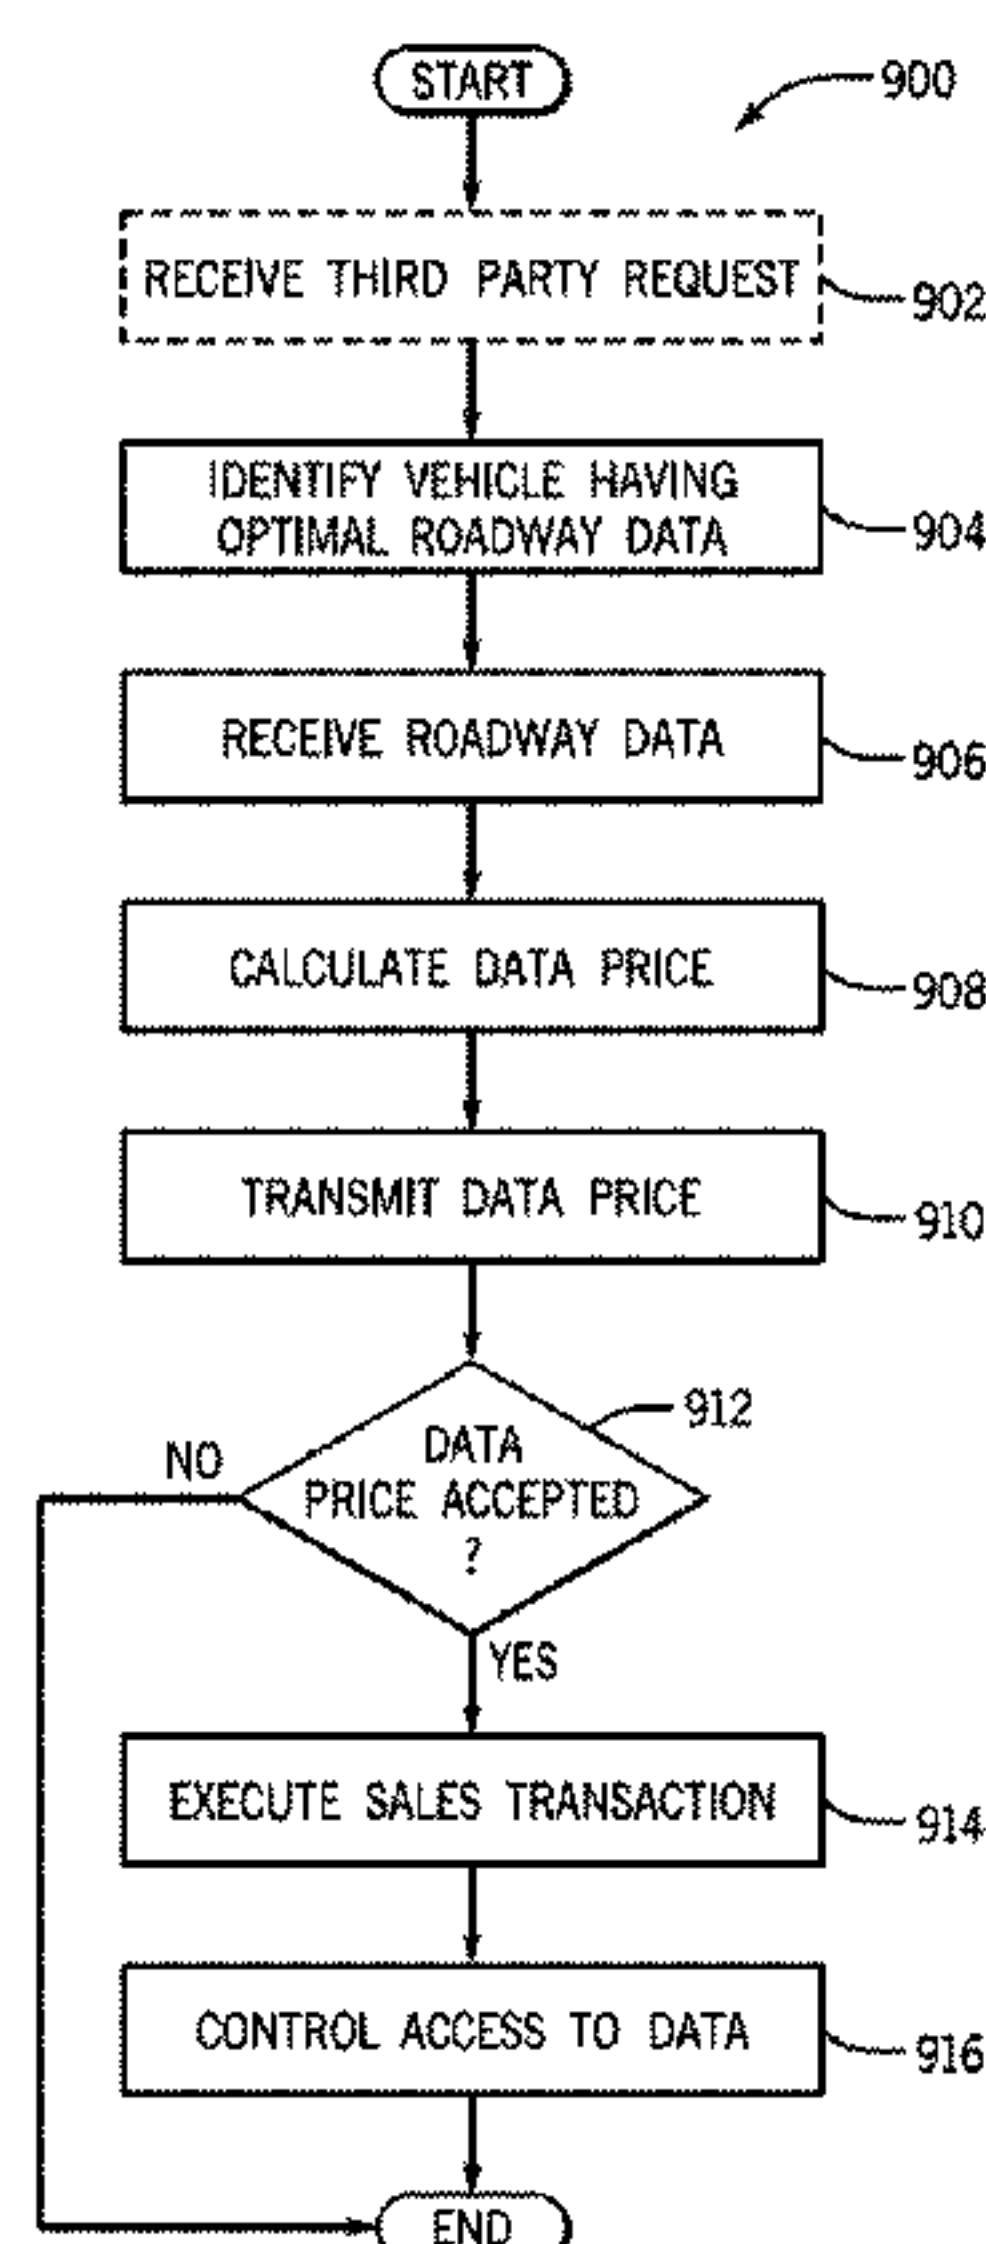 START
900
RECEIVE THIRD PARTY REQUEST
902
IDENTIFY VEHICLE HAVING
OPTIMAL ROADWAY DATA
904
RECEIVE ROADWAY DATA
906
CALCULATE DATA PRICE
908
TRANSMIT DATA PRICE
910
912
DATA
PRICE ACCEPTED
?
NO
YES
EXECUTE SALES TRANSACTION
914
CONTROL ACCESS TO DATA
916
END